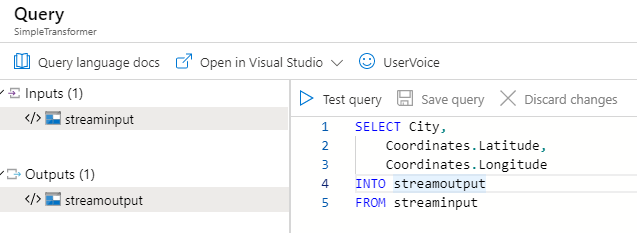 Query
SimpleTransformer
Query language docs Open in Visual Studio UserVoice
Inputs (1)
</> streaminput
Outputs (1)
</> streamoutput
Test query Save query Discard changes
1 SELECT City,
2 Coordinates.Latitude,
3 Coordinates.Longitude
4 INTO streamoutput
5 FROM streaminput